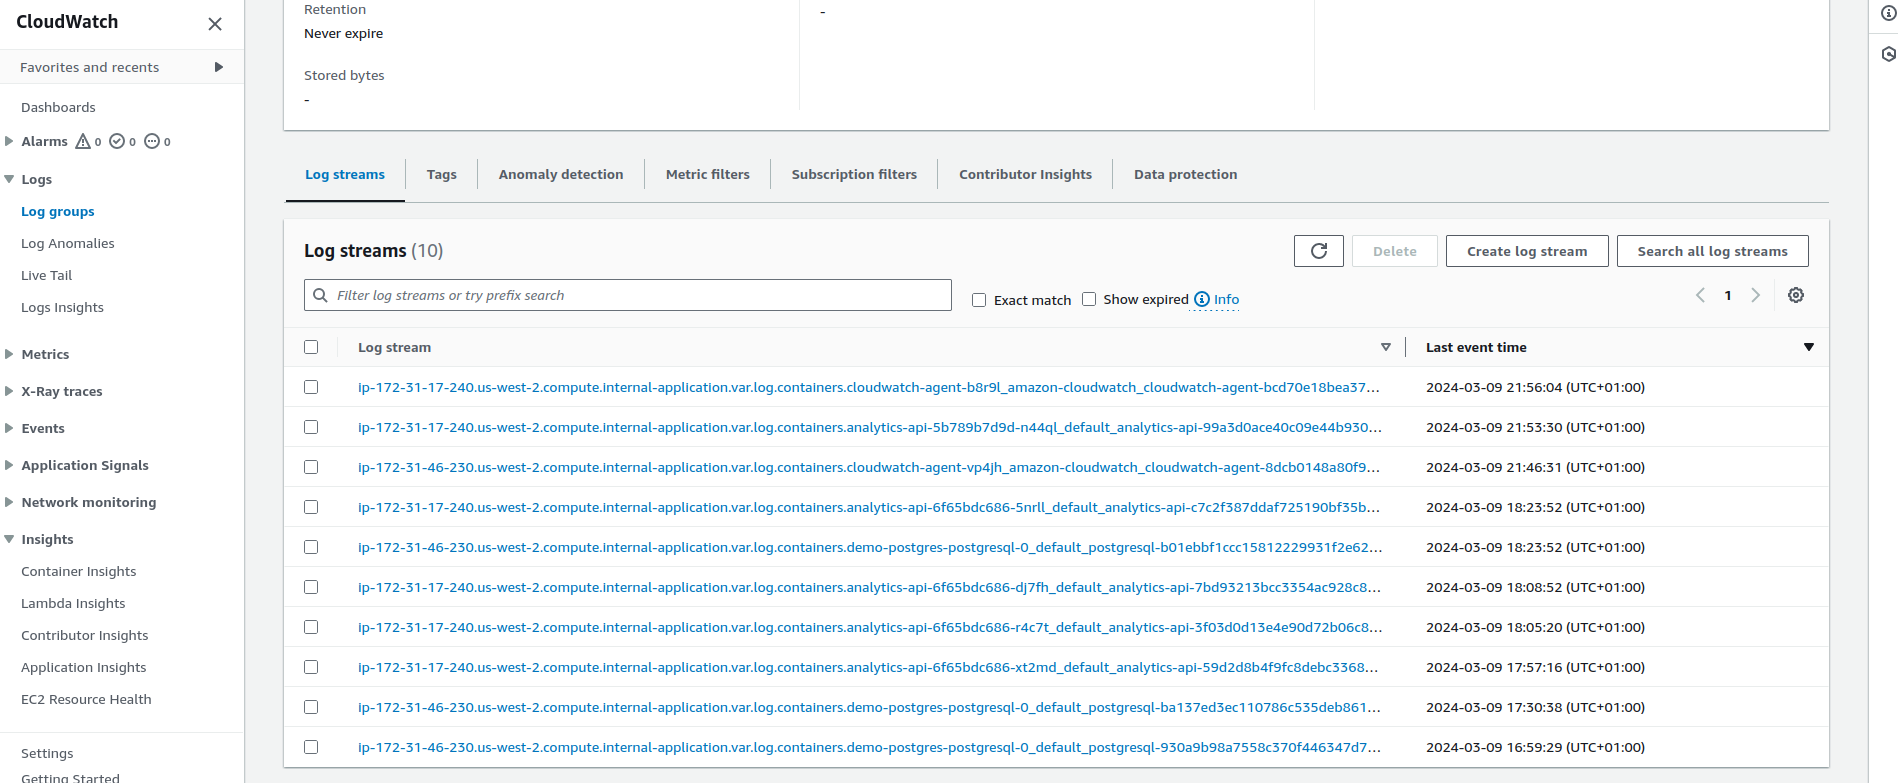 CloudWatch
Favorites and recents
Dashboards
Alarms 0 0 0
Logs
Log groups
Log Anomalies
Live Tail
Logs Insights
Metrics
X-Ray traces
Events
Application Signals
Network monitoring
Insights
Container Insights
Lambda Insights
Contributor Insights
Application Insights
EC2 Resource Health
Settings
Getting Started
Retention
-
Never expire
Stored bytes
-
Log streams Tags Anomaly detection Metric filters Subscription filters Contributor Insights Data protection
Log streams (10)
Delete Create log stream Search all log streams
Filter log streams or try prefix search Exact match Show expired Info 1
Log stream Last event time
ip-172-31-17-240.us-west-2.compute.internal-application.var.log.containers.cloudwatch-agent-b8r9l_amazon-cloudwatch_cloudwatch-agent-bcd70e18bea37... 2024-03-09 21:56:04 (UTC+01:00)
ip-172-31-17-240.us-west-2.compute.internal-application.var.log.containers.analytics-api-5b789b7d9d-n44ql_default_analytics-api-99a3d0ace40c09e44b930... 2024-03-09 21:53:30 (UTC+01:00)
ip-172-31-46-230.us-west-2.compute.internal-application.var.log.containers.cloudwatch-agent-vp4jh_amazon-cloudwatch_cloudwatch-agent-8dcb0148a80f9... 2024-03-09 21:46:31 (UTC+01:00)
ip-172-31-17-240.us-west-2.compute.internal-application.var.log.containers.analytics-api-6f65bdc686-5nrll_default_analytics-api-c7c2f387ddaf725190bf35b... 2024-03-09 18:23:52 (UTC+01:00)
ip-172-31-46-230.us-west-2.compute.internal-application.var.log.containers.demo-postgres-postgresql-0_default_postgresql-b01ebbf1ccc15812229931f2e62... 2024-03-09 18:23:52 (UTC+01:00)
ip-172-31-17-240.us-west-2.compute.internal-application.var.log.containers.analytics-api-6f65bdc686-dj7fh_default_analytics-api-7bd93213bcc3354ac928c8... 2024-03-09 18:08:52 (UTC+01:00)
ip-172-31-17-240.us-west-2.compute.internal-application.var.log.containers.analytics-api-6f65bdc686-r4c7t_default_analytics-api-3f03d0d13e4e90d72b06c8... 2024-03-09 18:05:20 (UTC+01:00)
ip-172-31-17-240.us-west-2.compute.internal-application.var.log.containers.analytics-api-6f65bdc686-xt2md_default_analytics-api-59d2d8b4f9fc8debc3368... 2024-03-09 17:57:16 (UTC+01:00)
ip-172-31-46-230.us-west-2.compute.internal-application.var.log.containers.demo-postgres-postgresql-0_default_postgresql-ba137ed3ec110786c535deb861... 2024-03-09 17:30:38 (UTC+01:00)
ip-172-31-46-230.us-west-2.compute.internal-application.var.log.containers.demo-postgres-postgresql-0_default_postgresql-930a9b98a7558c370f446347d7... 2024-03-09 16:59:29 (UTC+01:00)